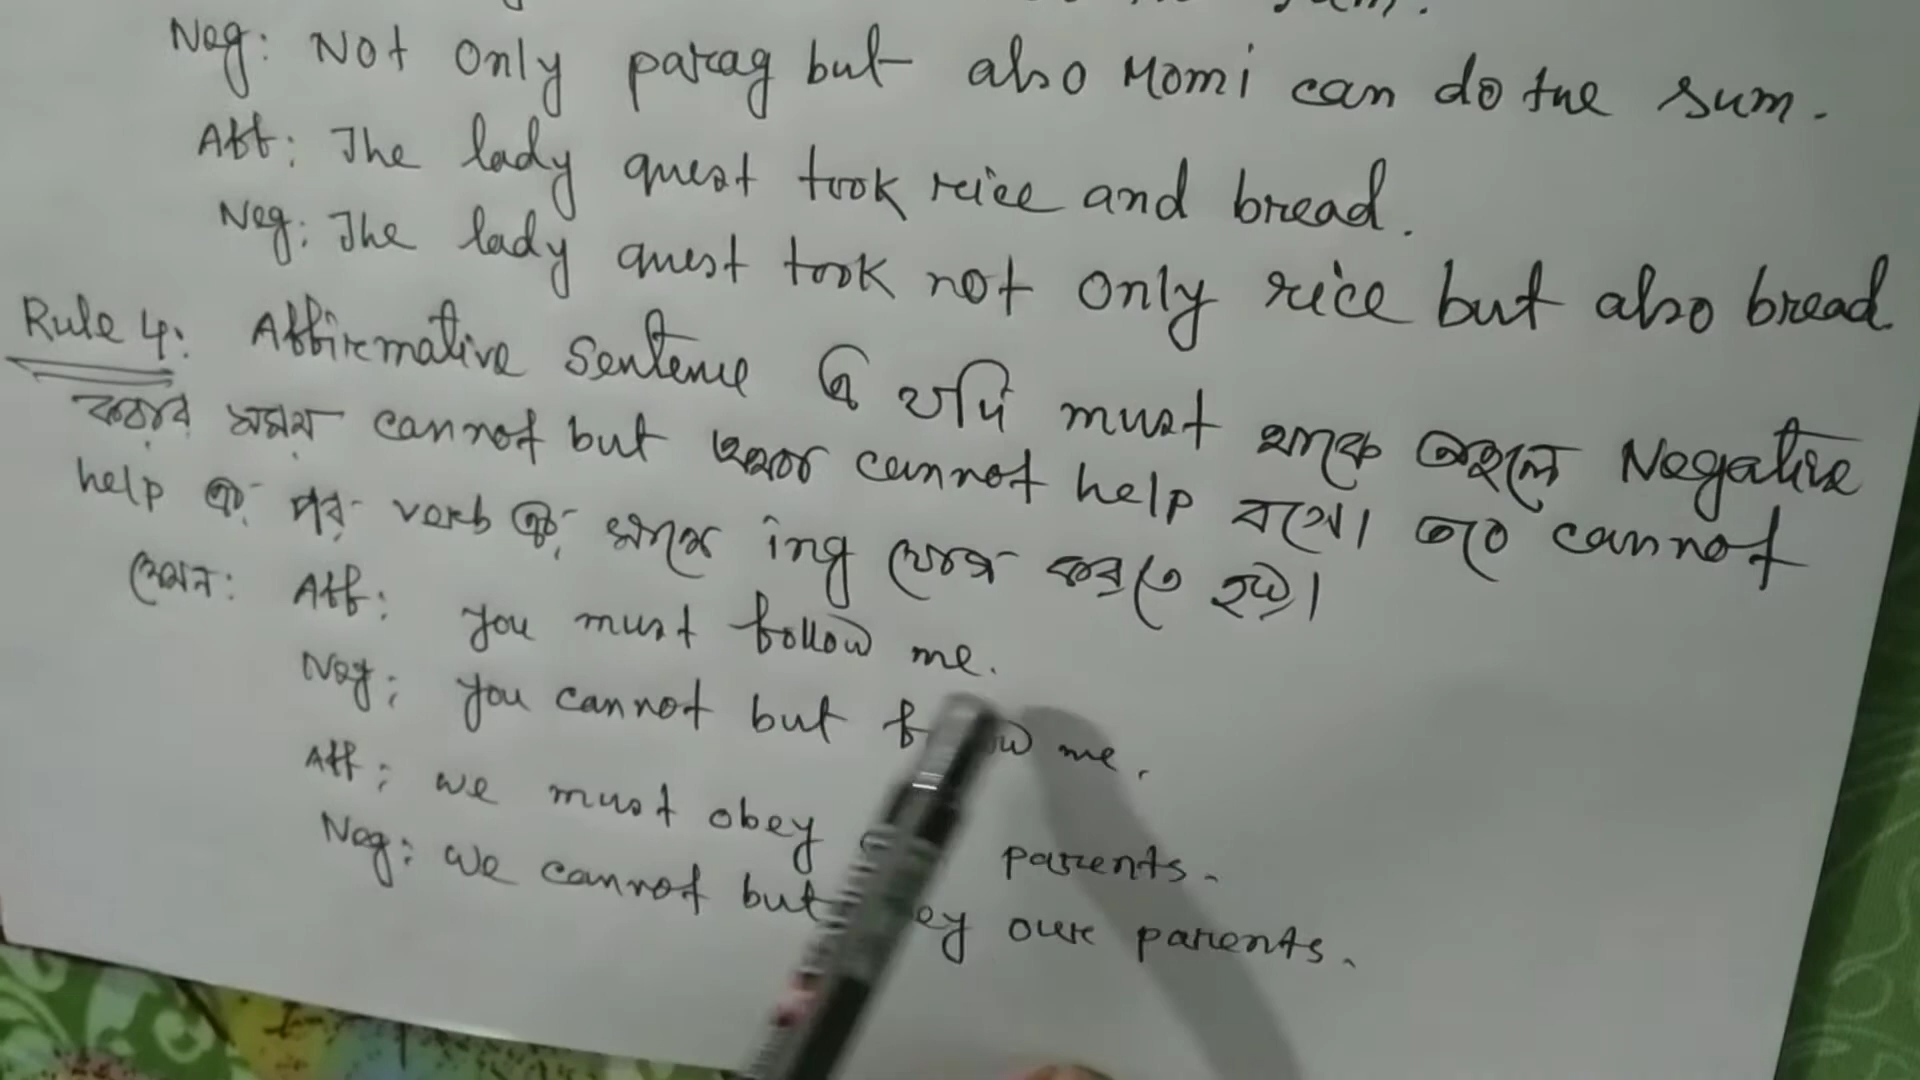 Neg: Not only parag but also Momi can do the sum.
Aff: The lady guest took rice and bread.
Neg: The lady guest took not only rice but also bread
Rule 4: Affirmative Sentence এ যদি must থাকে তাহলে Negative
করার সময় cannot but অথবা cannot help বসে। তবে cannot
help এর পর verb এর সাথে ing যোগ করতে হয়।
যেমন: Aff: You must follow me.
Neg: You cannot but follow me.
Aff: We must obey parents.
Neg: We cannot but obey our parents.